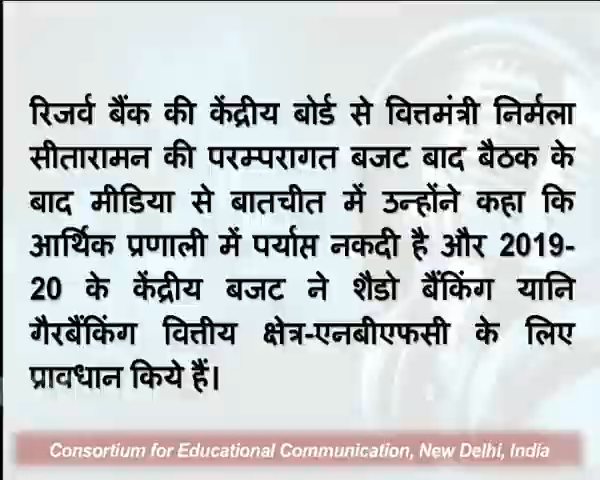 रिजर्व बैंक की केंद्रीय बोर्ड से वित्तमंत्री निर्मला
सीतारामन की परम्परागत बजट बाद बैठक के
बाद मीडिया से बातचीत में उन्होंने कहा कि
आर्थिक प्रणाली में पर्याप्त नकदी है और 2019-
20 के केंद्रीय बजट ने शैडो बैंकिंग यानि
गैरबैंकिंग वित्तीय क्षेत्र-एनबीएफसी के लिए
प्रावधान किये हैं।
Consortium for Educational Communication, New Delhi, India